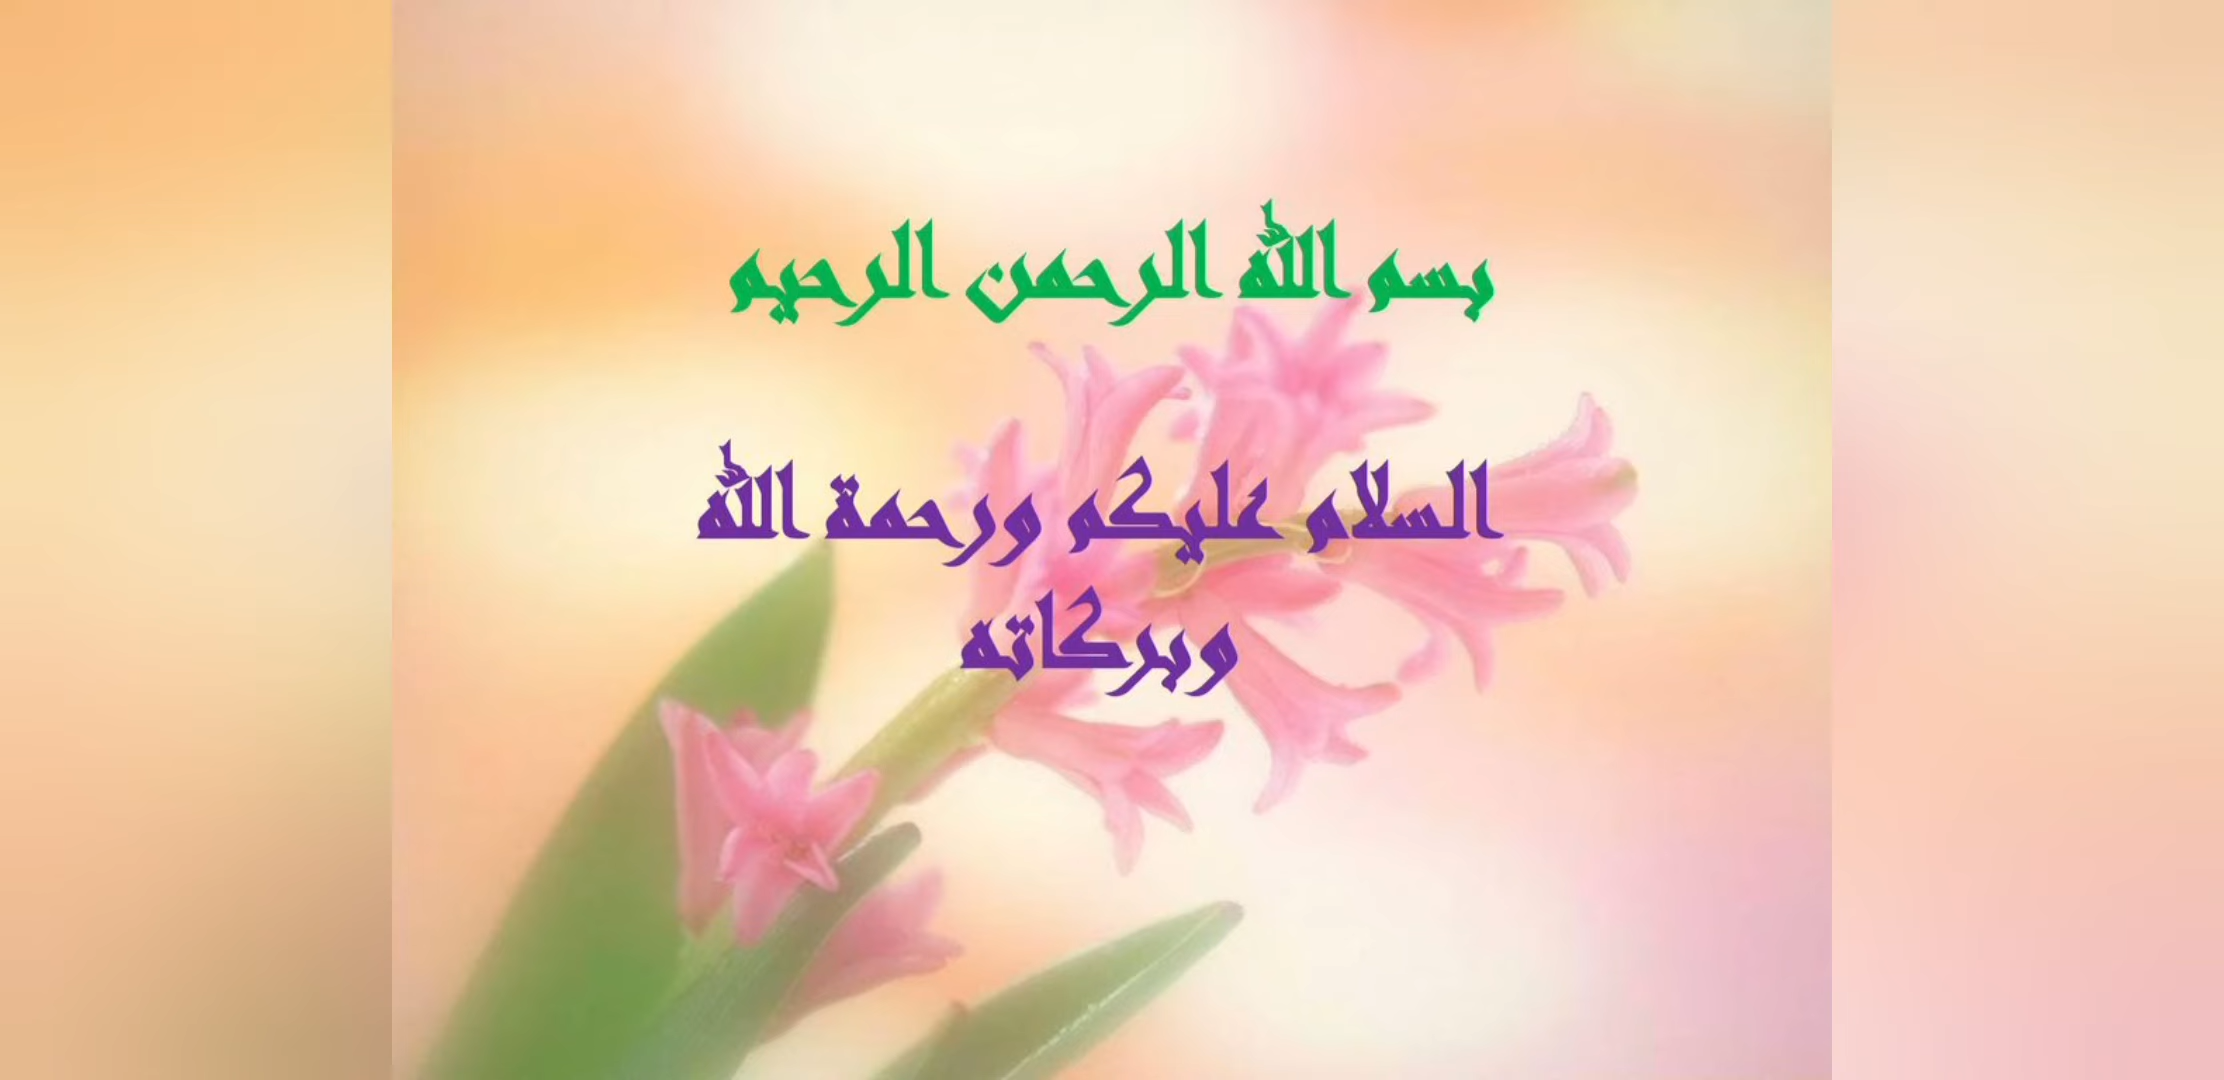 بسم الله الرحمن الرحيم
السلام عليكم ورحمة الله
وبركاته